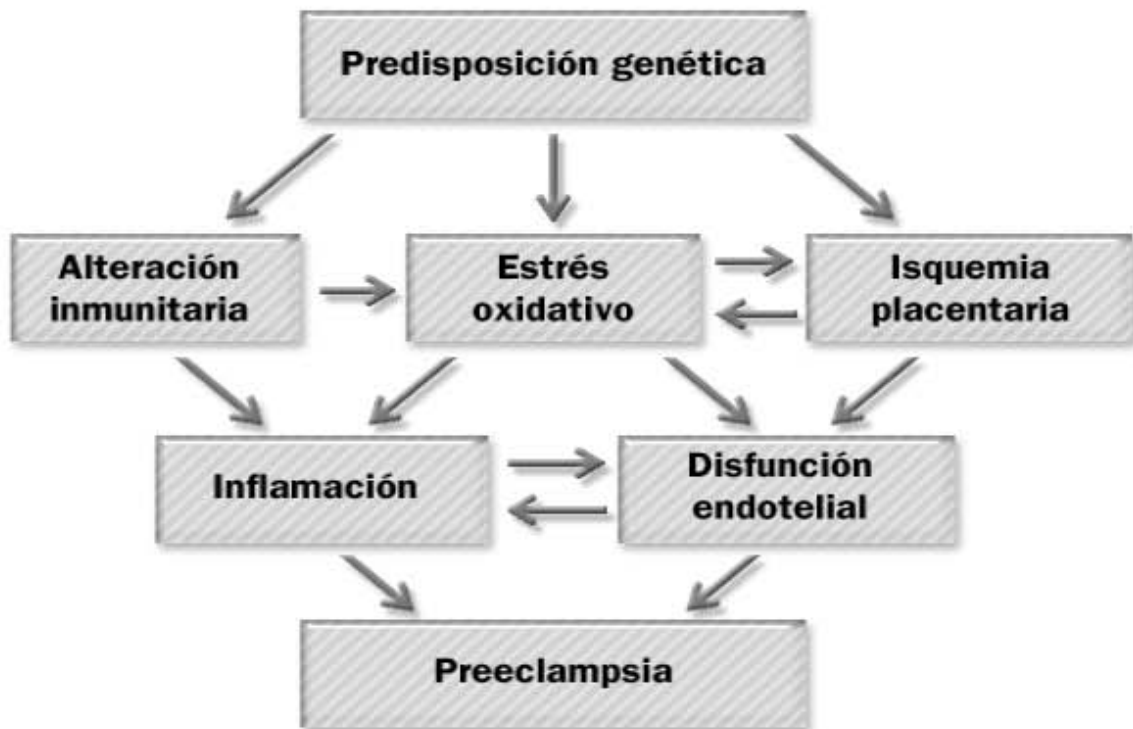 Predisposición genética
Alteración
inmunitaria
Estrés
oxidativo
Isquemia
placentaria
Inflamación
Disfunción
endotelial
Preeclampsia